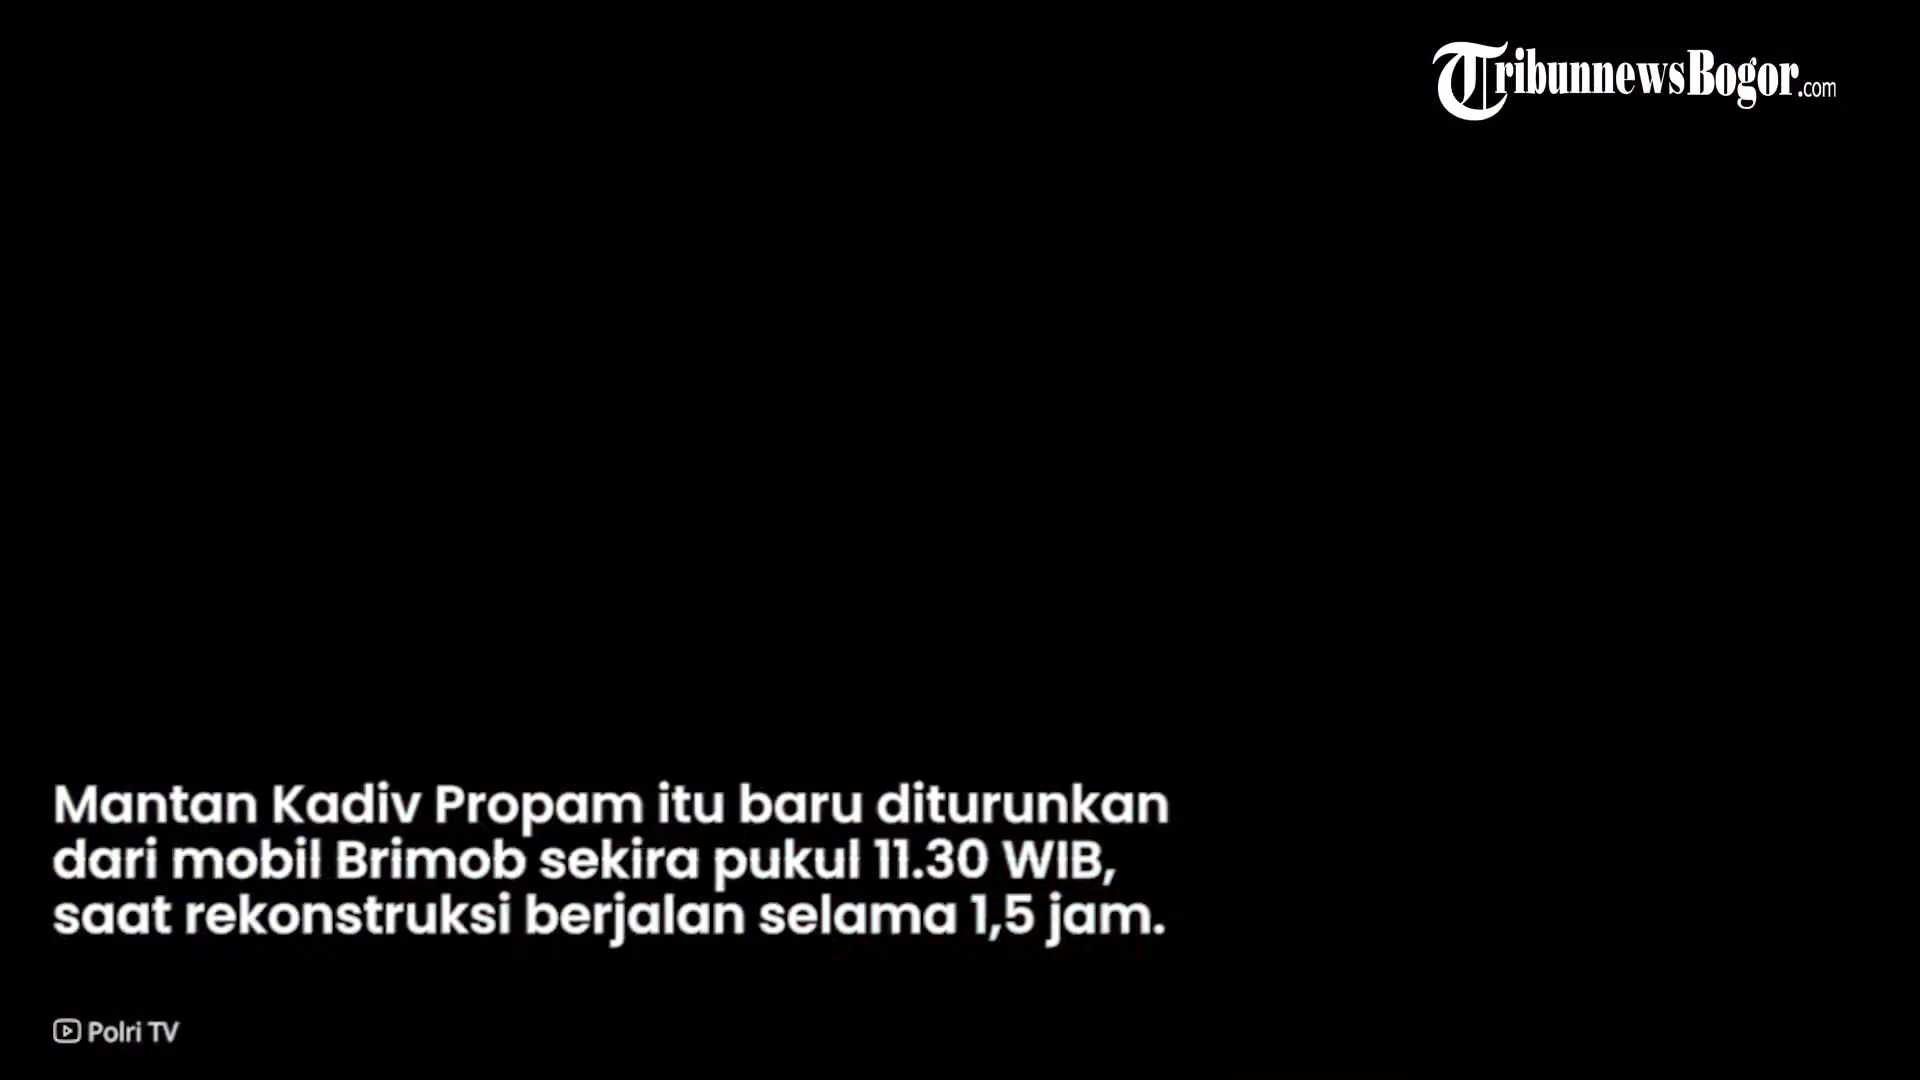 TribunnewsBogor.com
Mantan Kadiv Propam itu baru diturunkan
dari mobil Brimob sekira pukul 11.30 WIB,
saat rekonstruksi berjalan selama 1,5 jam.
Polri TV